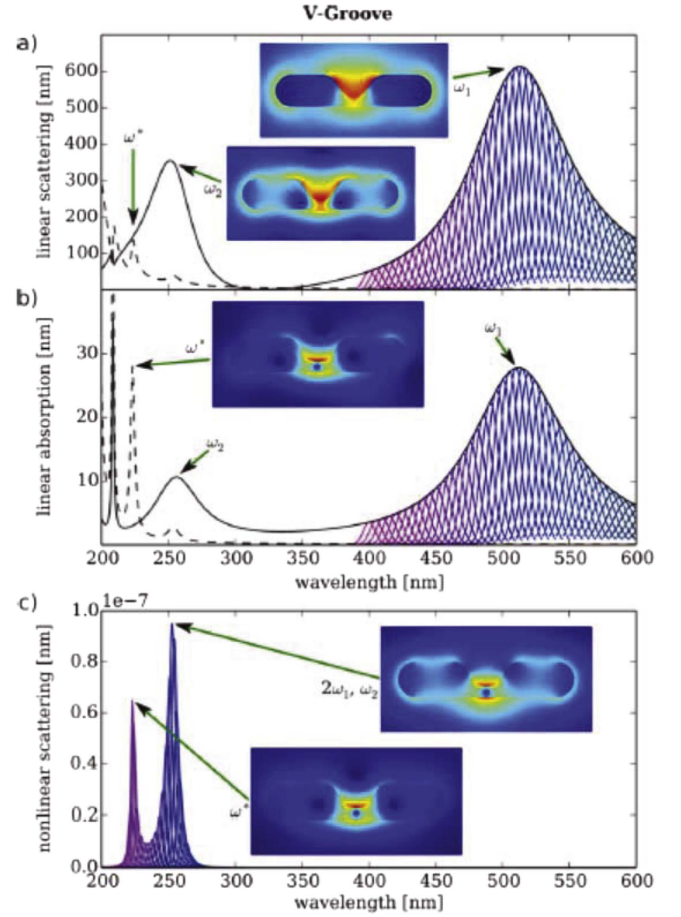 V-Groove
a)
linear scattering [nm]
600
500
400
300
200
100
ω*
ω₂
ω₁
b)
linear absorption [nm]
30
20
10
ω*
ω₂
ω₁
200 250 300 350 400 450 500 550 600
wavelength [nm]
c)
nonlinear scattering [nm]
1e−7
1.0
0.8
0.6
0.4
0.2
0.0
2ω₁, ω₂
ω*
200 250 300 350 400 450 500 550 600
wavelength [nm]